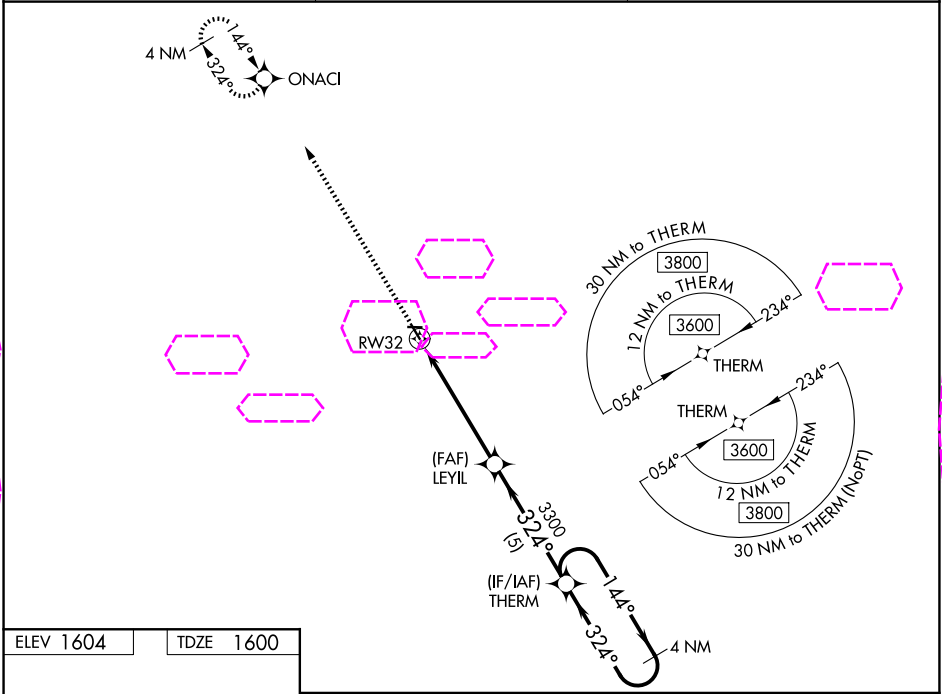 4 NM
144°
324°
ONACI
30 NM to THERM
3800
12 NM to THERM
3600
234°
054°
THERM
RW32
THERM
234°
054°
3600
12 NM to THERM
3800
30 NM to THERM (NoPT)
(FAF)
LEYIL
3300
324°
(5)
(IF/IAF)
THERM
144°
324°
4 NM
ELEV 1604
TDZE 1600